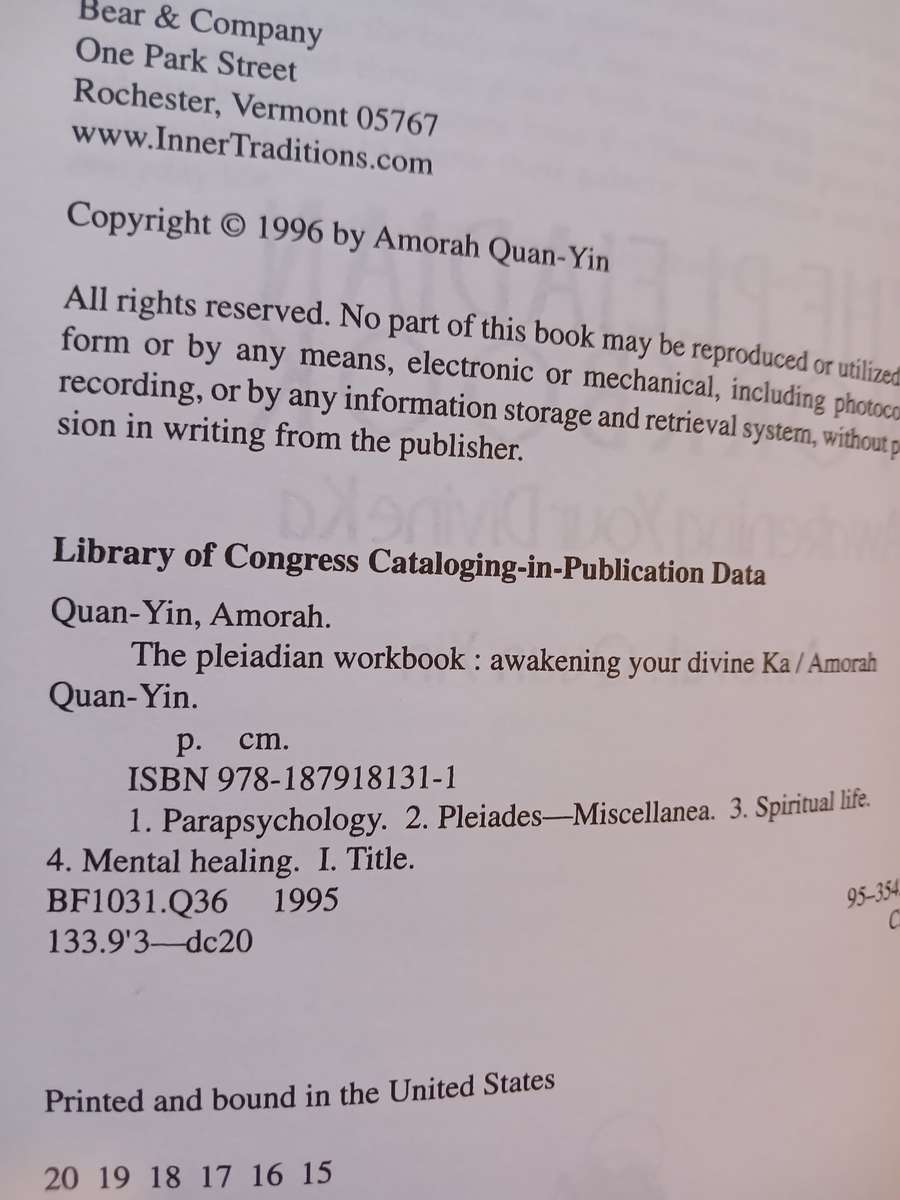 Bear & Company
One Park Street
Rochester, Vermont 05767
www.InnerTraditions.com
Copyright © 1996 by Amorah Quan-Yin
All rights reserved. No part of this book may be reproduced or utilized
form or by any means, electronic or mechanical, including photoco
recording, or by any information storage and retrieval system, without p
sion in writing from the publisher.
Library of Congress Cataloging-in-Publication Data
Quan-Yin, Amorah.
The pleiadian workbook : awakening your divine Ka / Amorah
Quan-Yin.
p. cm.
ISBN 978-187918131-1
1. Parapsychology. 2. Pleiades—Miscellanea. 3. Spiritual life.
4. Mental healing. I. Title.
BF1031.Q36 1995 95–354
133.9'3—dc20 C
Printed and bound in the United States
20 19 18 17 16 15